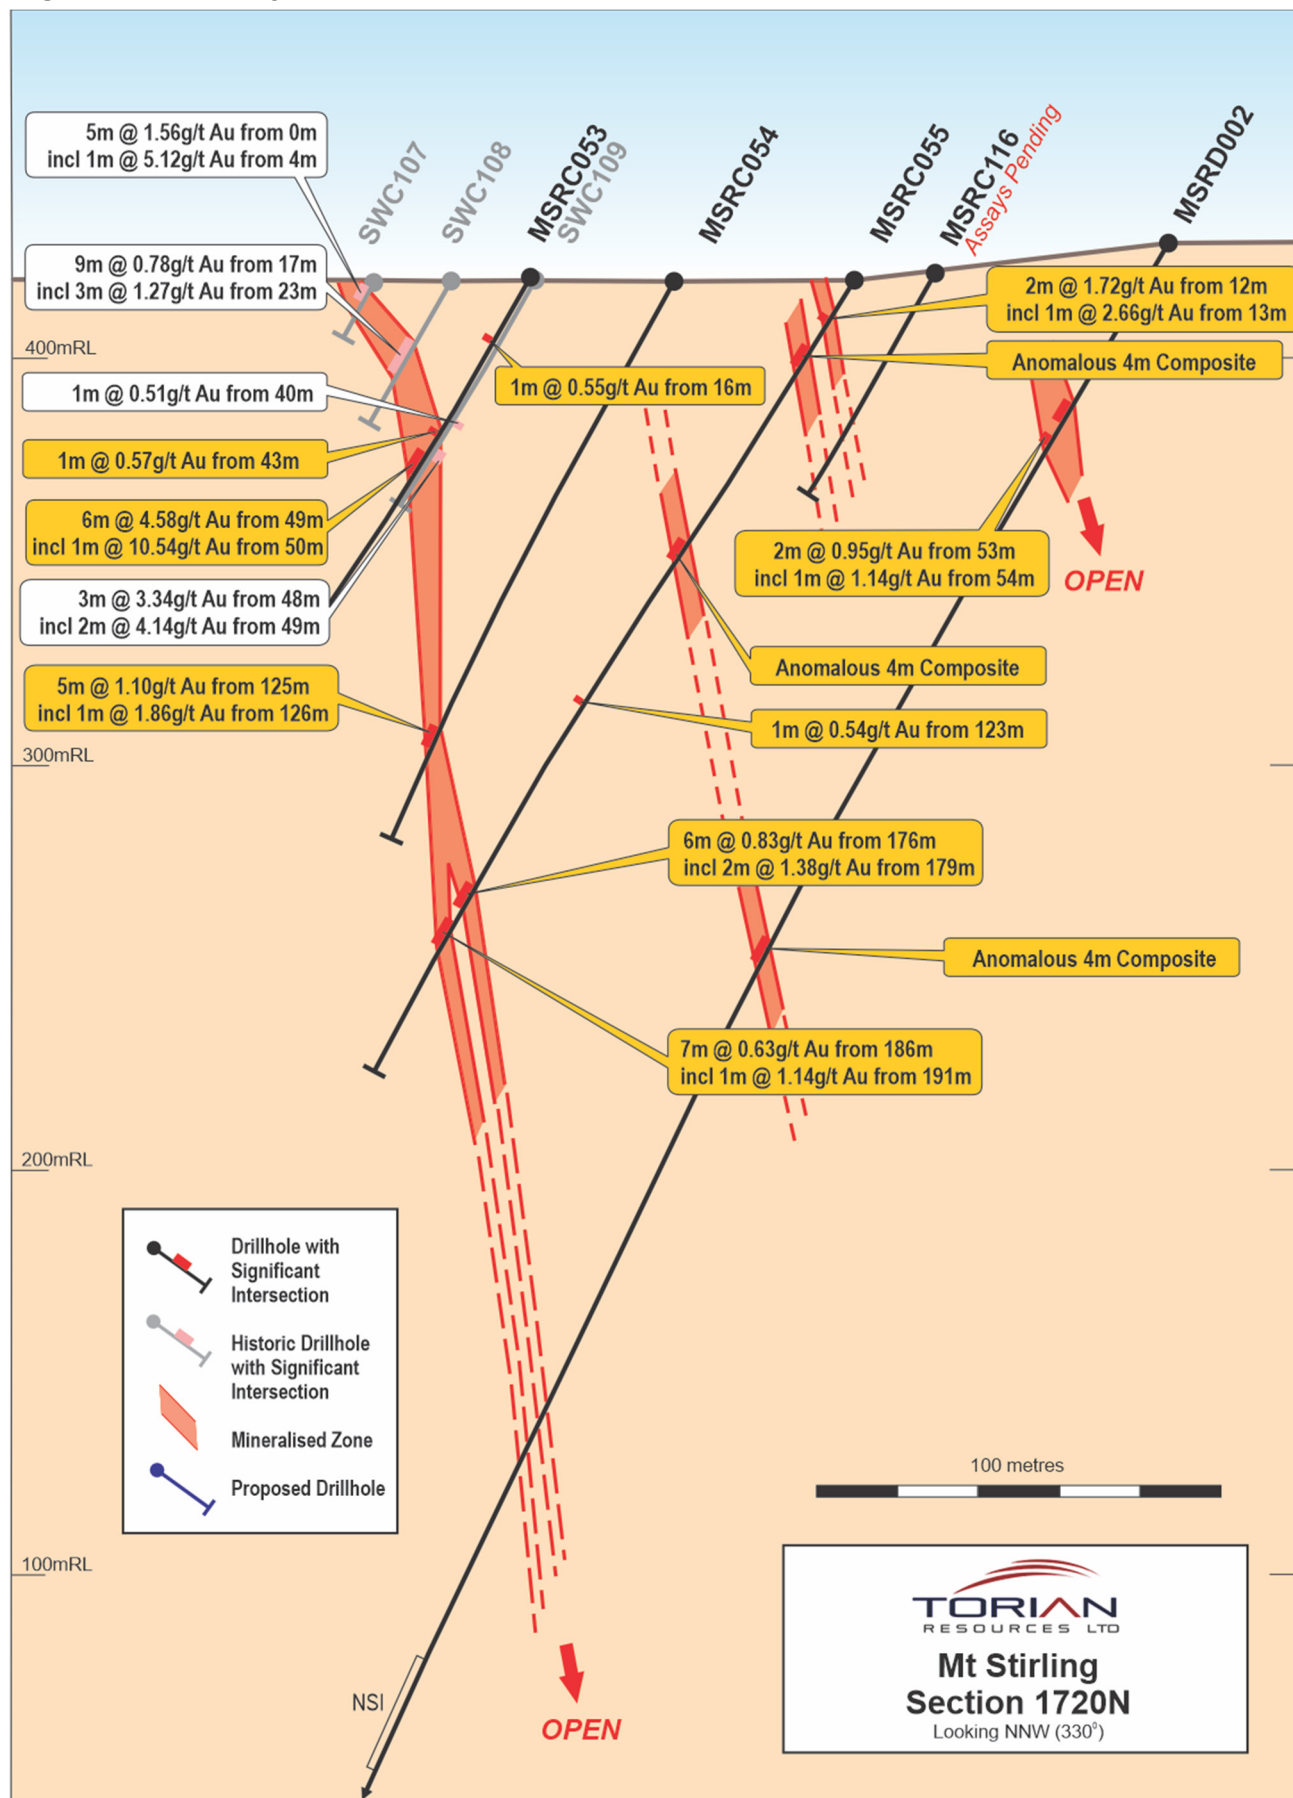 5m @ 1.56g/t Au from 0m
incl 1m @ 5.12g/t Au from 4m
SWC107
SWC108
MSRC053
SWC109
MSRC054
MSRC055
MSRC116
Assays Pending
MSRD002
9m @ 0.78g/t Au from 17m
incl 3m @ 1.27g/t Au from 23m
2m @ 1.72g/t Au from 12m
incl 1m @ 2.66g/t Au from 13m
400mRL
Anomalous 4m Composite
1m @ 0.51g/t Au from 40m
1m @ 0.55g/t Au from 16m
1m @ 0.57g/t Au from 43m
6m @ 4.58g/t Au from 49m
incl 1m @ 10.54g/t Au from 50m
2m @ 0.95g/t Au from 53m
incl 1m @ 1.14g/t Au from 54m
OPEN
3m @ 3.34g/t Au from 48m
incl 2m @ 4.14g/t Au from 49m
Anomalous 4m Composite
5m @ 1.10g/t Au from 125m
incl 1m @ 1.86g/t Au from 126m
1m @ 0.54g/t Au from 123m
300mRL
6m @ 0.83g/t Au from 176m
incl 2m @ 1.38g/t Au from 179m
Anomalous 4m Composite
7m @ 0.63g/t Au from 186m
incl 1m @ 1.14g/t Au from 191m
200mRL
Drillhole with
Significant
Intersection
Historic Drillhole
with Significant
Intersection
Mineralised Zone
Proposed Drillhole
100 metres
100mRL
NSI
OPEN
TORIAN
RESOURCES LTD
Mt Stirling
Section 1720N
Looking NNW (330⁰)